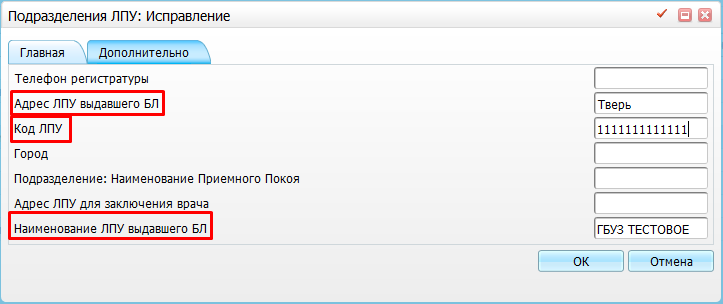 Подразделения ЛПУ: Исправление
Главная Дополнительно
Телефон регистратуры
Адрес ЛПУ выдавшего БЛ Тверь
Код ЛПУ 1111111111111
Город
Подразделение: Наименование Приемного Покоя
Адрес ЛПУ для заключения врача
Наименование ЛПУ выдавшего БЛ ГБУЗ ТЕСТОВОЕ
ОК Отмена